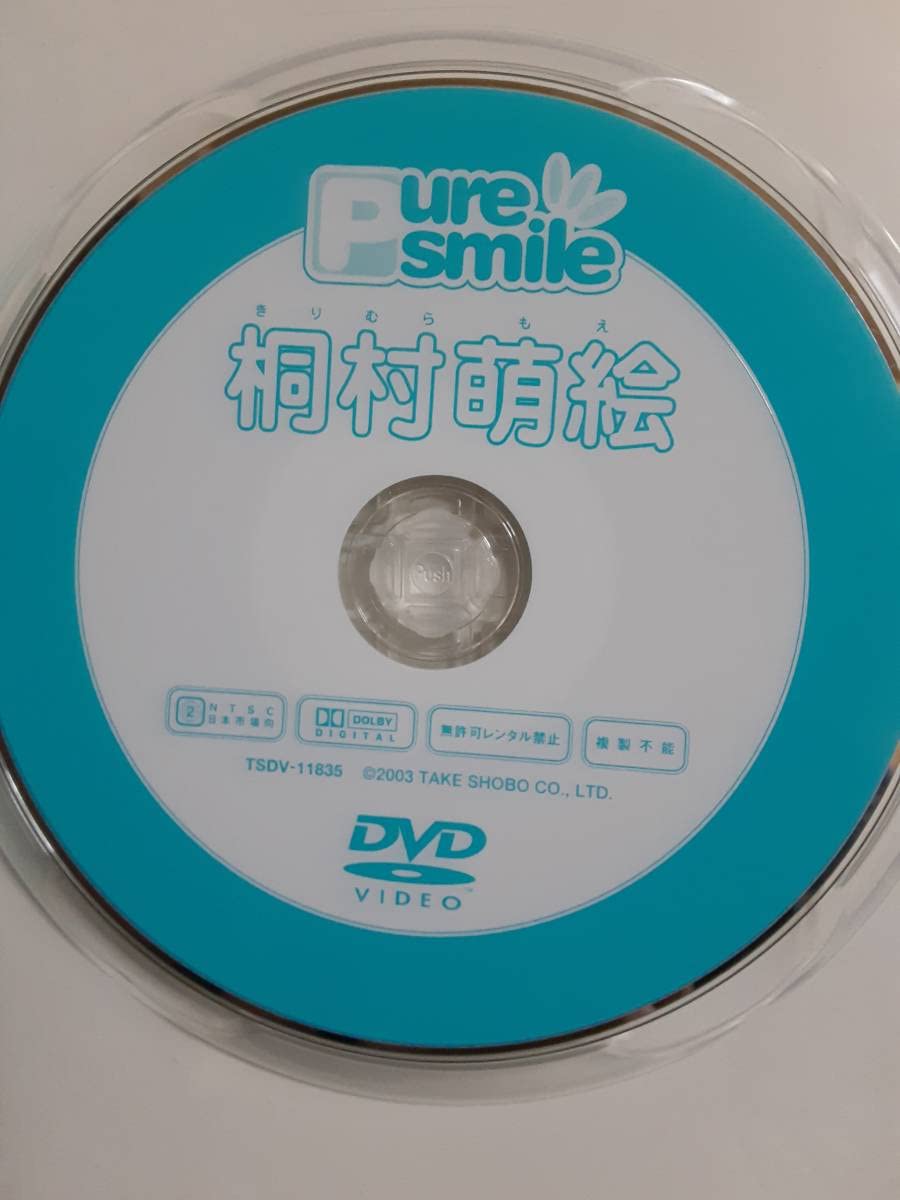 Pure
smile
きりむらもえ
桐村萌絵
Push
2 NTSC
日本市場向
DOLBY
DIGITAL
無許可レンタル禁止
複製不能
TSDV-11835 ©2003 TAKE SHOBO CO., LTD.
DVD
VIDEO